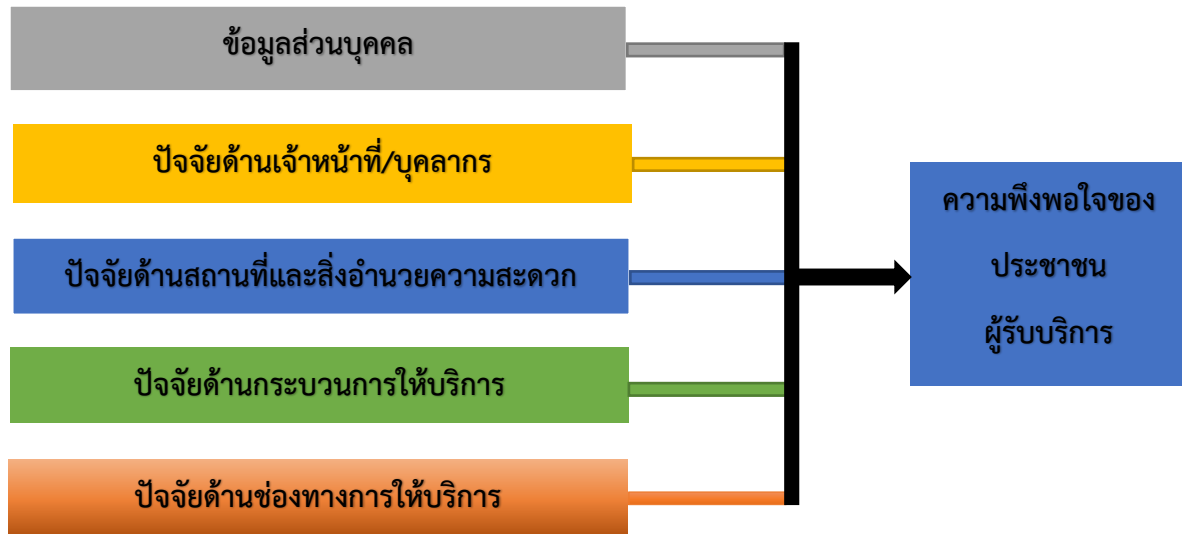 ข้อมูลส่วนบุคคล
ปัจจัยด้านเจ้าหน้าที่/บุคลากร
ปัจจัยด้านสถานที่และสิ่งอำนวยความสะดวก
ปัจจัยด้านกระบวนการให้บริการ
ปัจจัยด้านช่องทางการให้บริการ
ความพึงพอใจของ
ประชาชน
ผู้รับบริการ